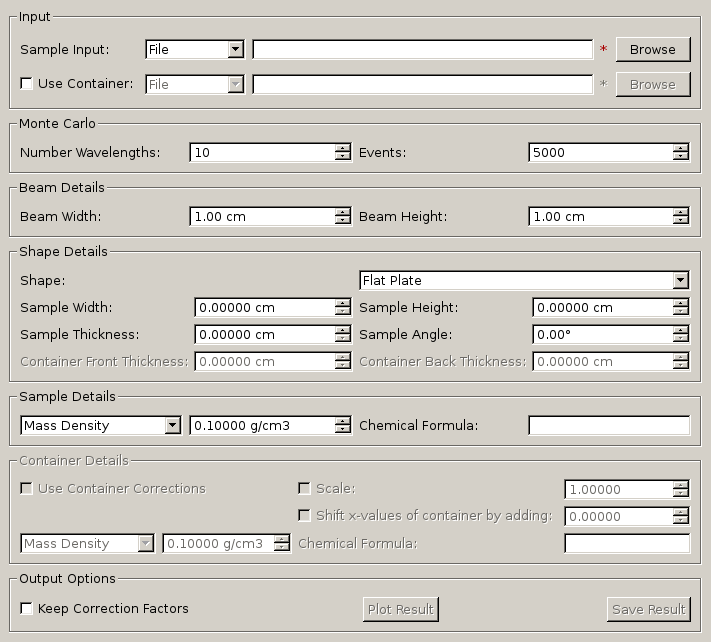 Input
Sample Input: File * Browse
Use Container: File * Browse
Monte Carlo
Number Wavelengths: 10 Events: 5000
Beam Details
Beam Width: 1.00 cm Beam Height: 1.00 cm
Shape Details
Shape: Flat Plate
Sample Width: 0.00000 cm Sample Height: 0.00000 cm
Sample Thickness: 0.00000 cm Sample Angle: 0.00°
Container Front Thickness: 0.00000 cm Container Back Thickness: 0.00000 cm
Sample Details
Mass Density 0.10000 g/cm3 Chemical Formula:
Container Details
Use Container Corrections Scale: 1.00000
Shift x-values of container by adding: 0.00000
Mass Density 0.10000 g/cm3 Chemical Formula:
Output Options
Keep Correction Factors Plot Result Save Result